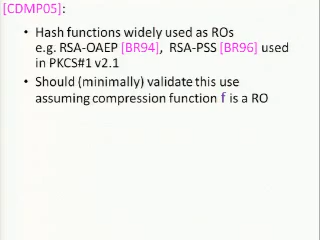 [CDMP05]:
• Hash functions widely used as ROs
e.g. RSA-OAEP [BR94], RSA-PSS [BR96] used
in PKCS#1 v2.1
• Should (minimally) validate this use
assuming compression function f is a RO